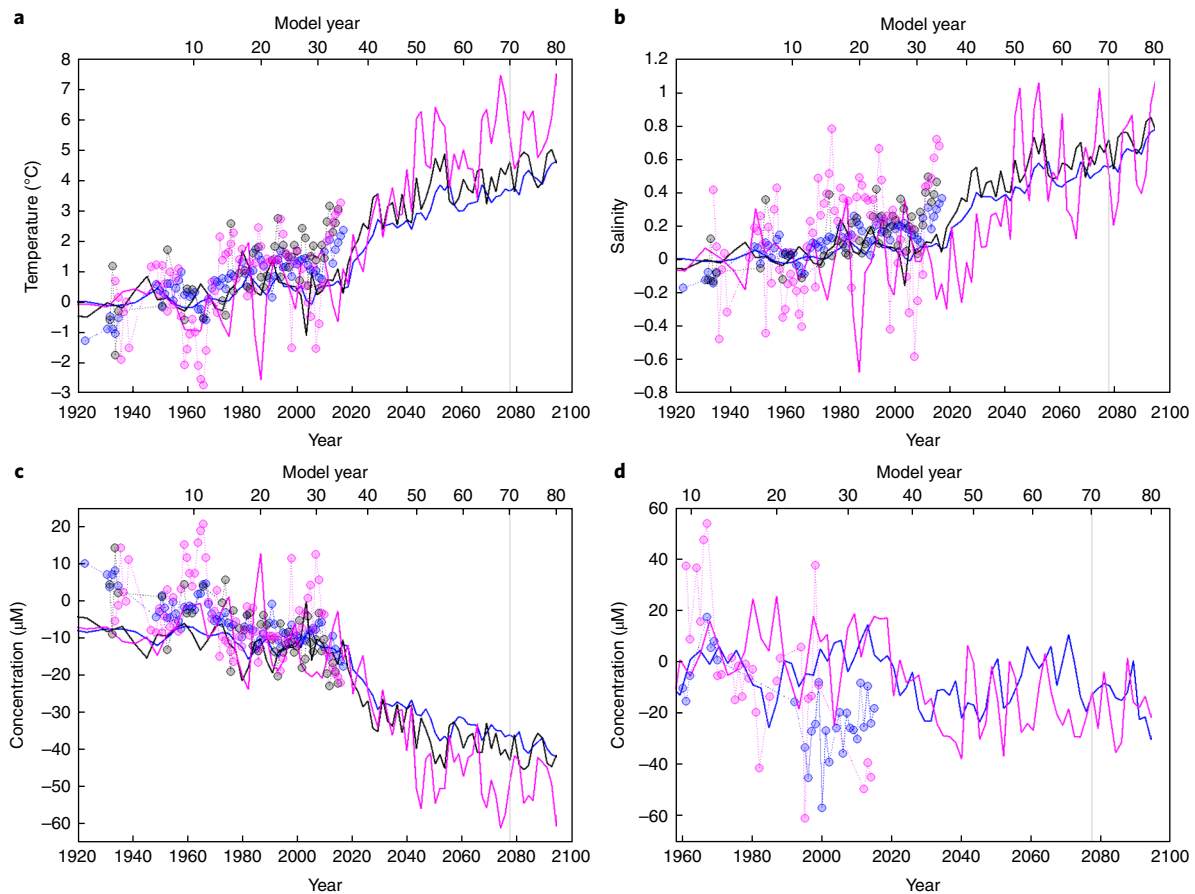 a
Model year
10 20 30 40 50 60 70 80
8
7
6
5
4
3
2
1
0
−1
−2
−3
Temperature (°C)
1920 1940 1960 1980 2000 2020 2040 2060 2080 2100
Year
b
Model year
10 20 30 40 50 60 70 80
1.2
1.0
0.8
0.6
0.4
0.2
0
−0.2
−0.4
−0.6
−0.8
Salinity
1920 1940 1960 1980 2000 2020 2040 2060 2080 2100
Year
c
Model year
10 20 30 40 50 60 70 80
20
10
0
−10
−20
−30
−40
−50
−60
Concentration (µM)
1920 1940 1960 1980 2000 2020 2040 2060 2080 2100
Year
d
Model year
10 20 30 40 50 60 70 80
60
40
20
0
−20
−40
−60
Concentration (µM)
1960 1980 2000 2020 2040 2060 2080 2100
Year